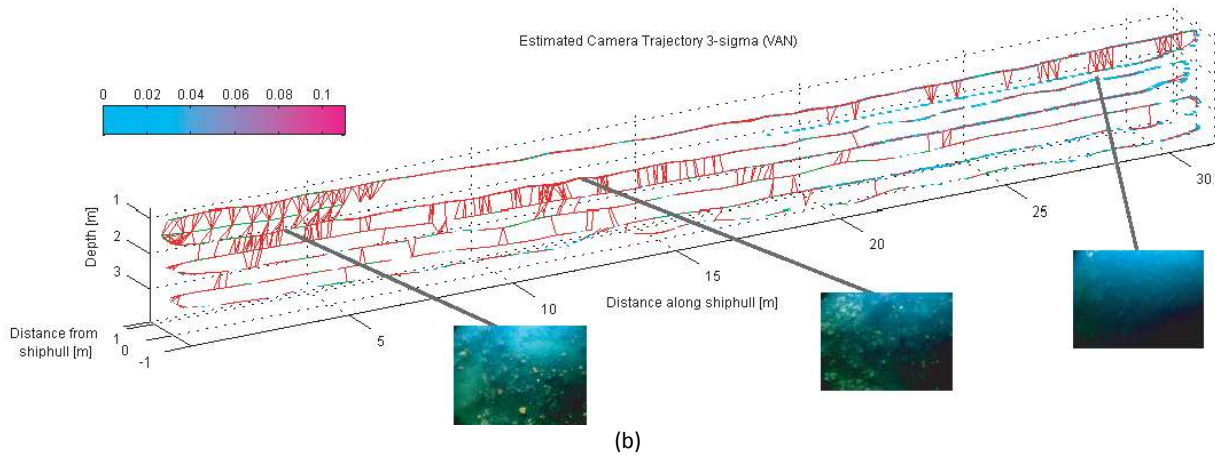 Estimated Camera Trajectory 3-sigma (VAN)
0 0.02 0.04 0.06 0.08 0.1
1
2
3
Depth [m]
Distance from
shiphull [m]
1
0
-1
5
10
15
20
25
30
Distance along shiphull [m]
(b)